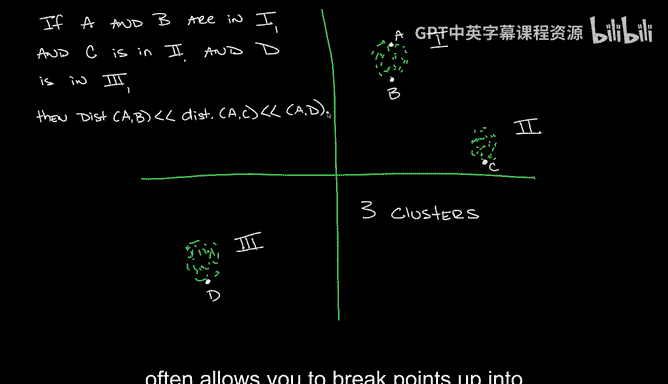 If A AND B ARE IN I,
AND C IS IN II, AND D
IS IN III,
then Dist (A,B) << dist. (A,C) << (A,D).
GPT中英字幕课程资源 bilibili
A
I
B
II
C
3 Clusters
III
D
often allows you to break points up into